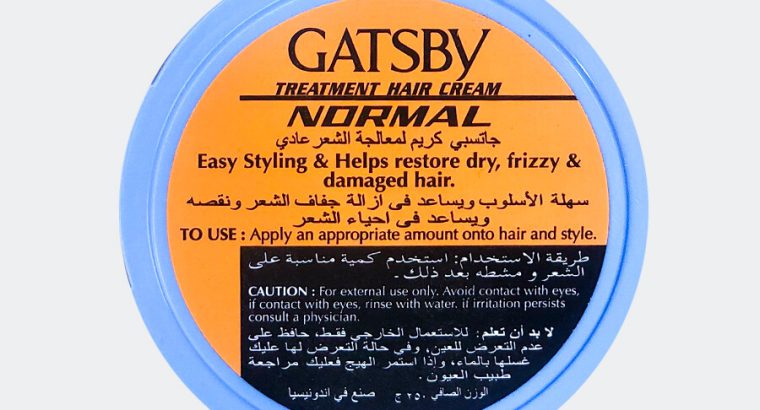 GATSBY
TREATMENT HAIR CREAM
NORMAL
جاتسبي كريم لمعالجة الشعر عادي
Easy Styling & Helps restore dry, frizzy &
damaged hair.
سهلة الأسلوب ويساعد في ازالة جفاف الشعر ونقصه
ويساعد في احياء الشعر
TO USE : Apply an appropriate amount onto hair and style.
طريقة الاستخدام: استخدم كمية مناسبة على
الشعر و مشطه بعد ذلك.
CAUTION : For external use only. Avoid contact with eyes,
if contact with eyes, rinse with water. if irritation persists
consult a physician.
لا بد أن تعلم: للاستعمال الخارجي فقط، حافظ على
عدم التعرض للعين، وفي حالة التعرض لها عليك
غسلها بالماء، وإذا استمر الهيج فعليك مراجعة
طبيب العيون.
الوزن الصافي ٢٥٠ ج صنع في اندونيسيا